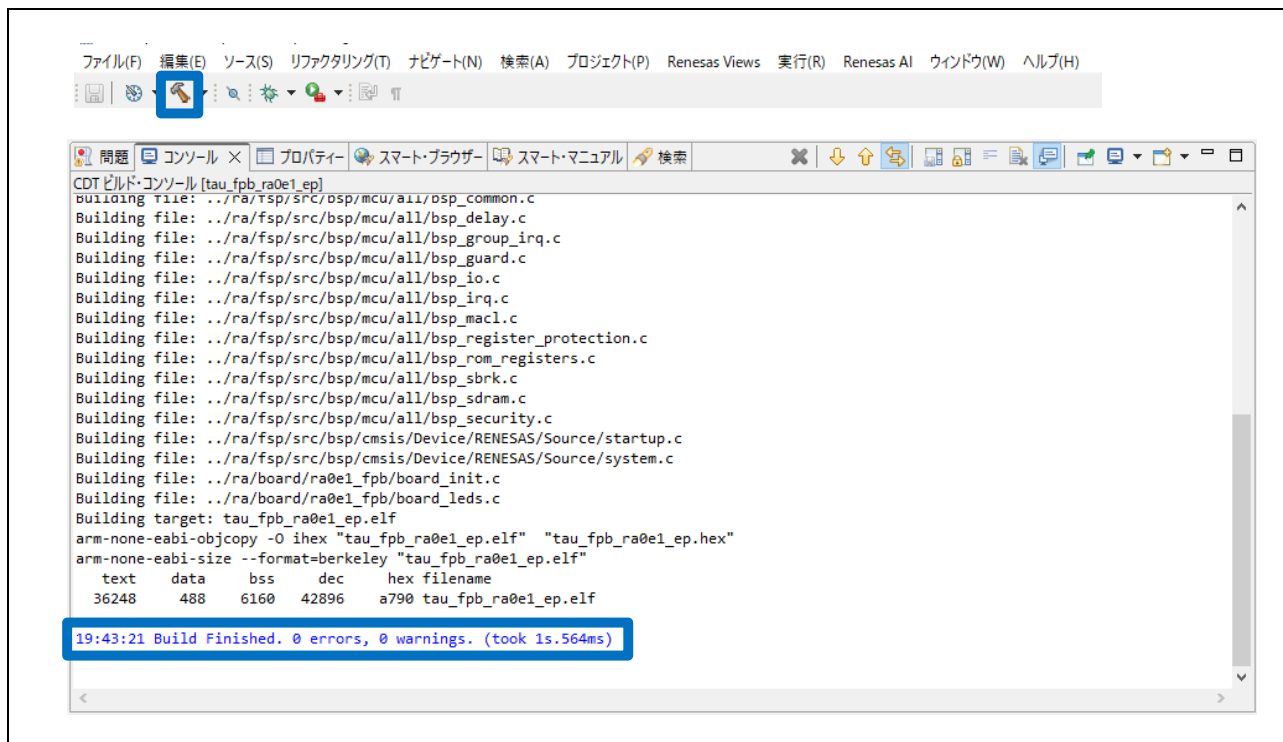 ファイル(F) 編集(E) ソース(S) リファクタリング(T) ナビゲート(N) 検索(A) プロジェクト(P) Renesas Views 実行(R) Renesas AI ウィンドウ(W) ヘルプ(H)
問題 コンソール × プロパティー スマート・ブラウザー スマート・マニュアル 検索
CDT ビルド・コンソール [tau_fpb_ra0e1_ep]
Building file: ../ra/fsp/src/bsp/mcu/all/bsp_common.c
Building file: ../ra/fsp/src/bsp/mcu/all/bsp_delay.c
Building file: ../ra/fsp/src/bsp/mcu/all/bsp_group_irq.c
Building file: ../ra/fsp/src/bsp/mcu/all/bsp_guard.c
Building file: ../ra/fsp/src/bsp/mcu/all/bsp_io.c
Building file: ../ra/fsp/src/bsp/mcu/all/bsp_irq.c
Building file: ../ra/fsp/src/bsp/mcu/all/bsp_macl.c
Building file: ../ra/fsp/src/bsp/mcu/all/bsp_register_protection.c
Building file: ../ra/fsp/src/bsp/mcu/all/bsp_rom_registers.c
Building file: ../ra/fsp/src/bsp/mcu/all/bsp_sbrk.c
Building file: ../ra/fsp/src/bsp/mcu/all/bsp_sdram.c
Building file: ../ra/fsp/src/bsp/mcu/all/bsp_security.c
Building file: ../ra/fsp/src/bsp/cmsis/Device/RENESAS/Source/startup.c
Building file: ../ra/fsp/src/bsp/cmsis/Device/RENESAS/Source/system.c
Building file: ../ra/board/ra0e1_fpb/board_init.c
Building file: ../ra/board/ra0e1_fpb/board_leds.c
Building target: tau_fpb_ra0e1_ep.elf
arm-none-eabi-objcopy -O ihex "tau_fpb_ra0e1_ep.elf"  "tau_fpb_ra0e1_ep.hex"
arm-none-eabi-size --format=berkeley "tau_fpb_ra0e1_ep.elf"
text data bss dec hex filename
36248 488 6160 42896 a790 tau_fpb_ra0e1_ep.elf
19:43:21 Build Finished. 0 errors, 0 warnings. (took 1s.564ms)